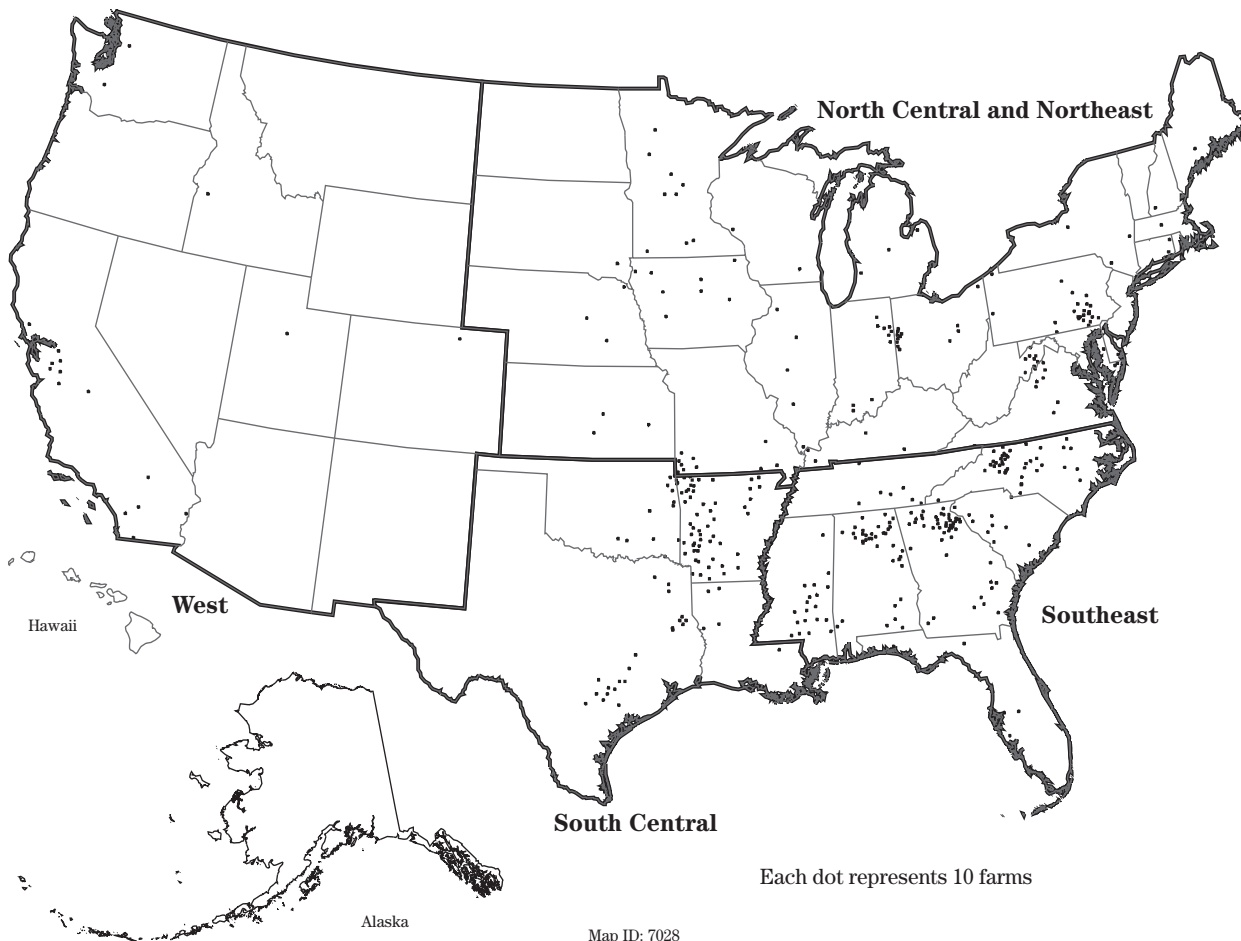 North Central and Northeast
West
Hawaii
Southeast
South Central
Each dot represents 10 farms
Alaska
Map ID: 7028